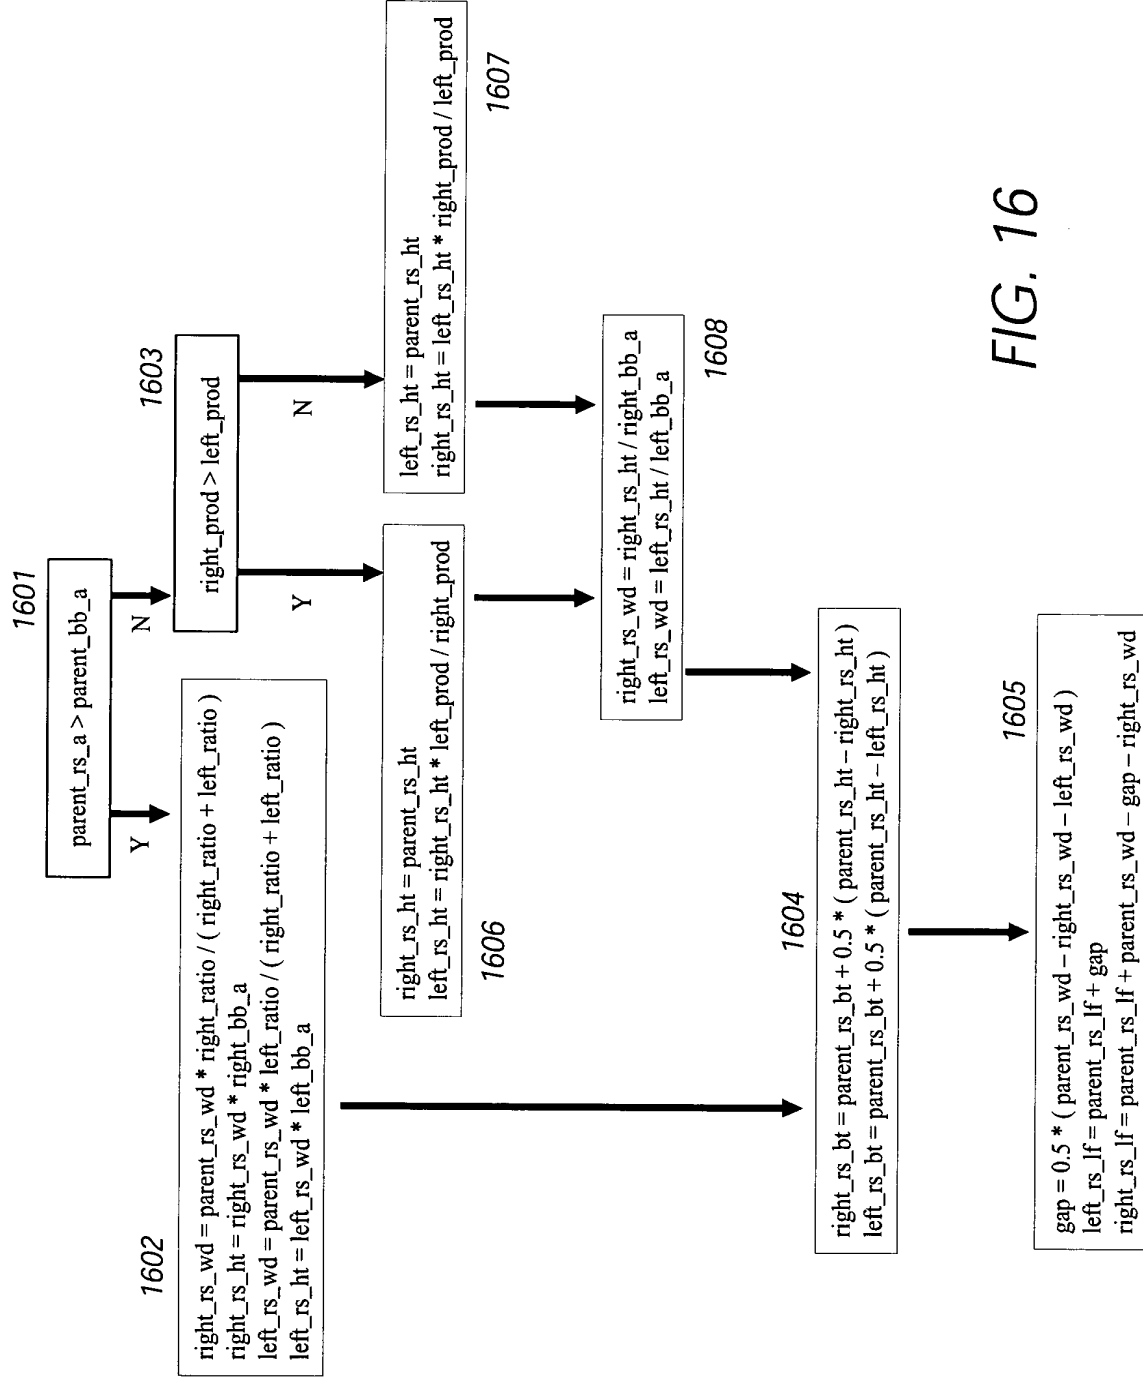 1601
parent_rs_a > parent_bb_a
Y
N
1602
right_rs_wd = parent_rs_wd * right_ratio / ( right_ratio + left_ratio )
right_rs_ht = right_rs_wd * right_bb_a
left_rs_wd = parent_rs_wd * left_ratio / ( right_ratio + left_ratio )
left_rs_ht = left_rs_wd * left_bb_a
1603
right_prod > left_prod
Y
N
right_rs_ht = parent_rs_ht
left_rs_ht = right_rs_ht * left_prod / right_prod
1606
left_rs_ht = parent_rs_ht
right_rs_ht = left_rs_ht * right_prod / left_prod
1607
right_rs_wd = right_rs_ht / right_bb_a
left_rs_wd = left_rs_ht / left_bb_a
1608
1604
right_rs_bt = parent_rs_bt + 0.5 * ( parent_rs_ht – right_rs_ht )
left_rs_bt = parent_rs_bt + 0.5 * ( parent_rs_ht – left_rs_ht )
1605
gap = 0.5 * ( parent_rs_wd – right_rs_wd – left_rs_wd )
left_rs_lf = parent_rs_lf + gap
right_rs_lf = parent_rs_lf + parent_rs_wd – gap – right_rs_wd
FIG. 16